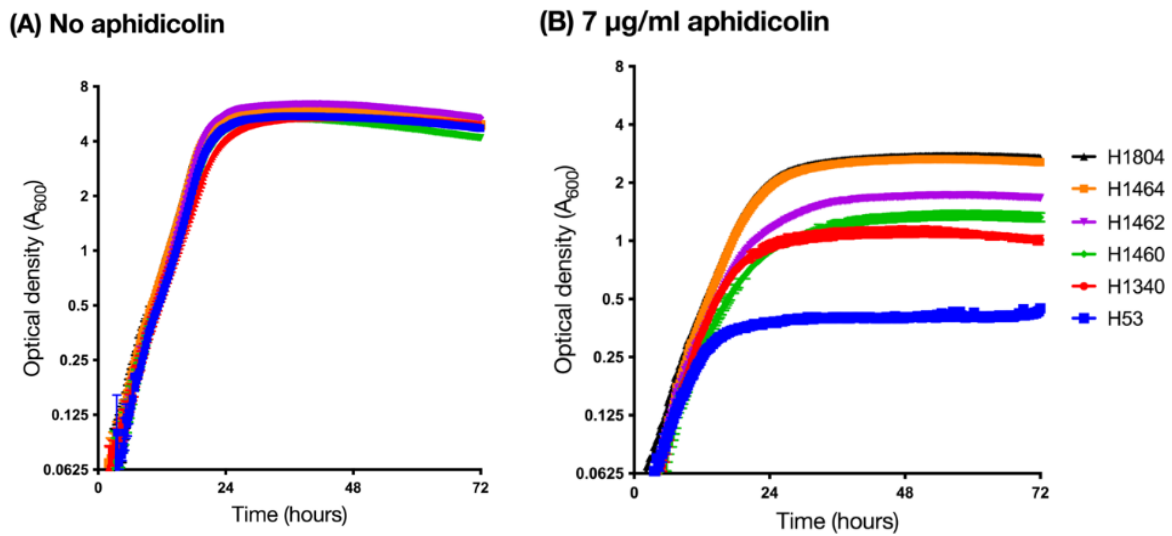 (A) No aphidicolin
Optical density (A600)
8
4
2
1
0.5
0.25
0.125
0.0625
0
24
48
72
Time (hours)
(B) 7 µg/ml aphidicolin
Optical density (A600)
8
4
2
1
0.5
0.25
0.125
0.0625
0
24
48
72
Time (hours)
H1804
H1464
H1462
H1460
H1340
H53